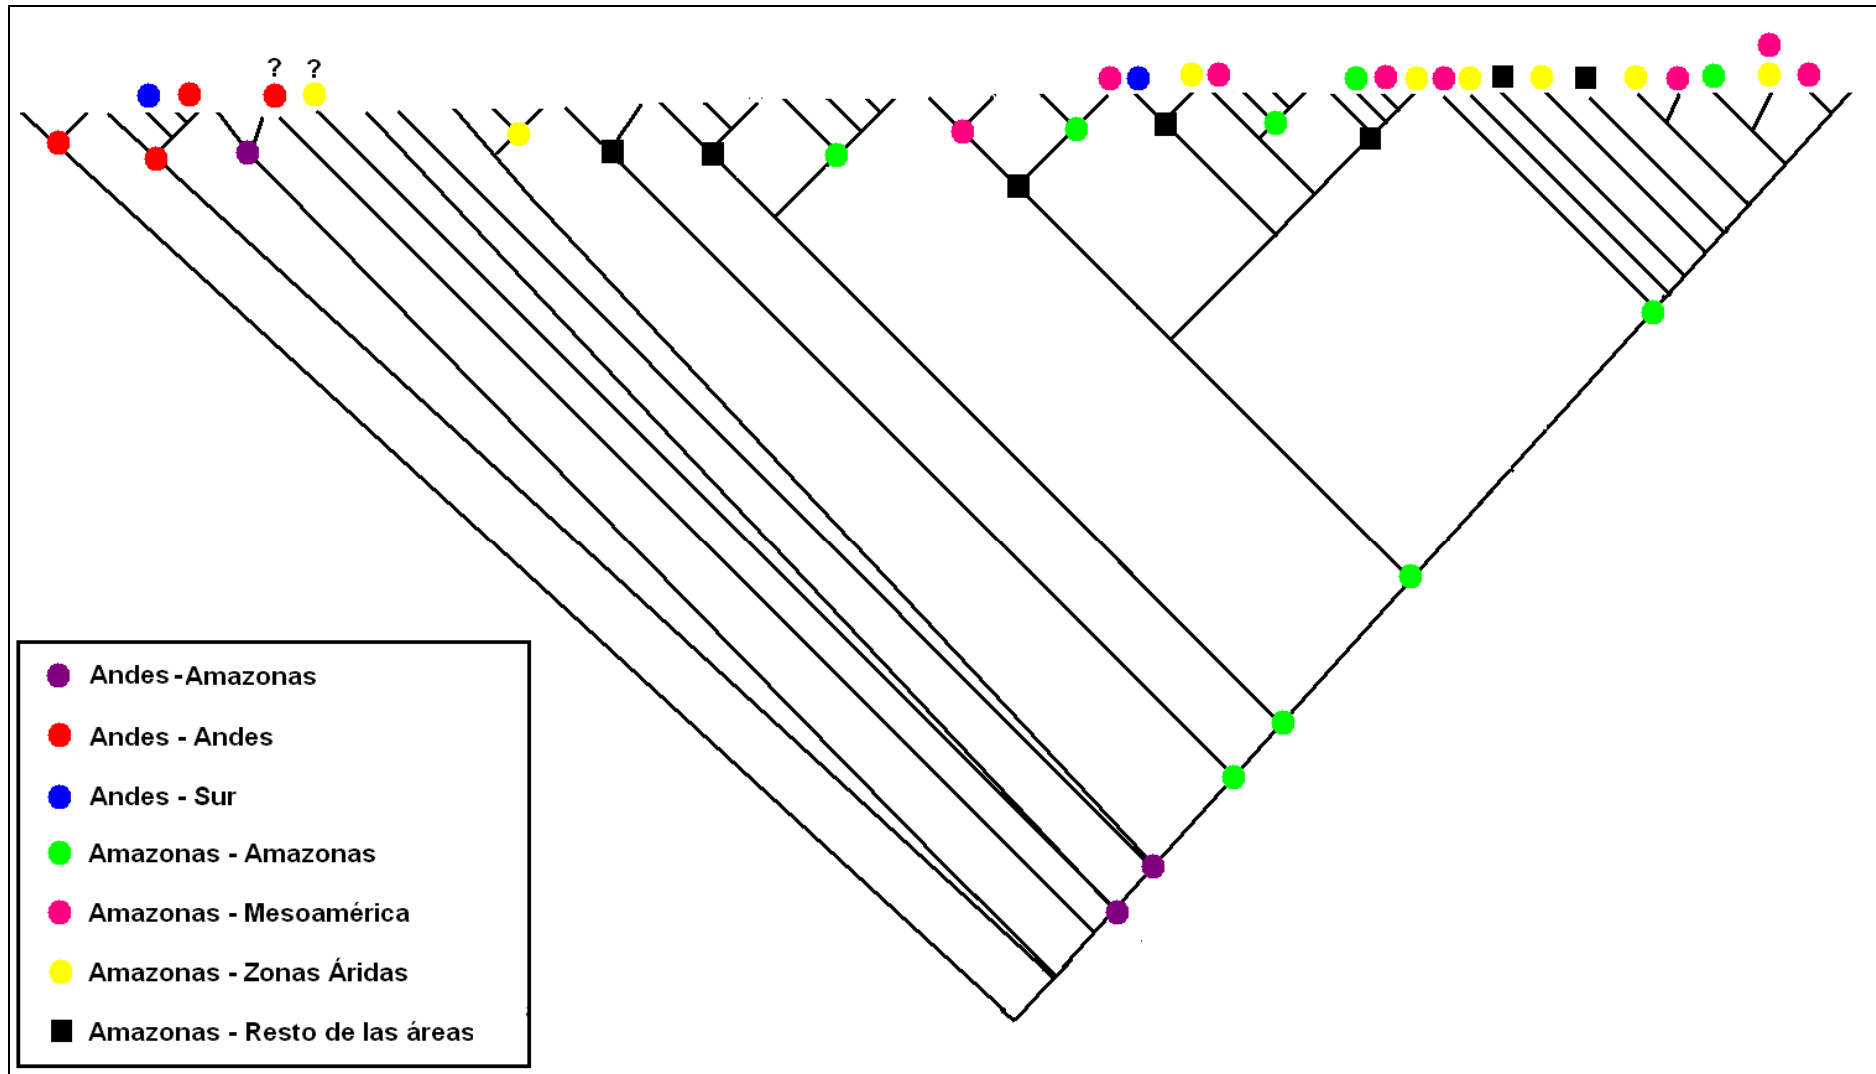 ? ?
Andes - Amazonas
Andes - Andes
Andes - Sur
Amazonas - Amazonas
Amazonas - Mesoamérica
Amazonas - Zonas Áridas
Amazonas - Resto de las áreas